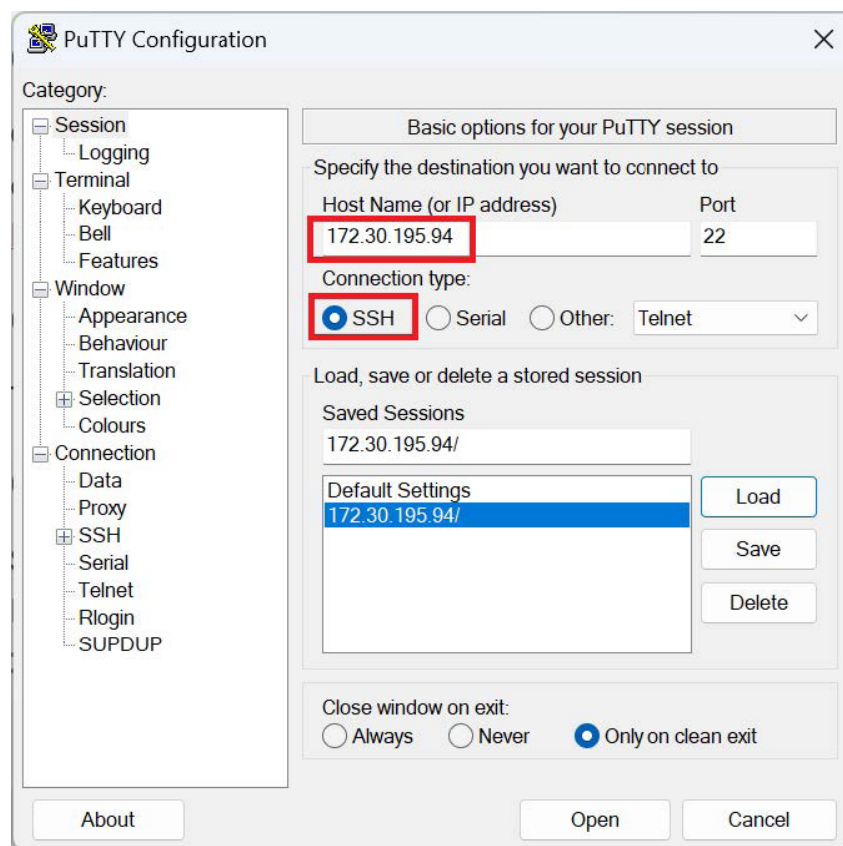 PuTTY Configuration
Category:
Session
Logging
Terminal
Keyboard
Bell
Features
Window
Appearance
Behaviour
Translation
Selection
Colours
Connection
Data
Proxy
SSH
Serial
Telnet
Rlogin
SUPDUP
Basic options for your PuTTY session
Specify the destination you want to connect to
Host Name (or IP address) Port
172.30.195.94 22
Connection type:
SSH Serial Other: Telnet
Load, save or delete a stored session
Saved Sessions
172.30.195.94/
Default Settings
172.30.195.94/
Load
Save
Delete
Close window on exit:
Always Never Only on clean exit
About Open Cancel